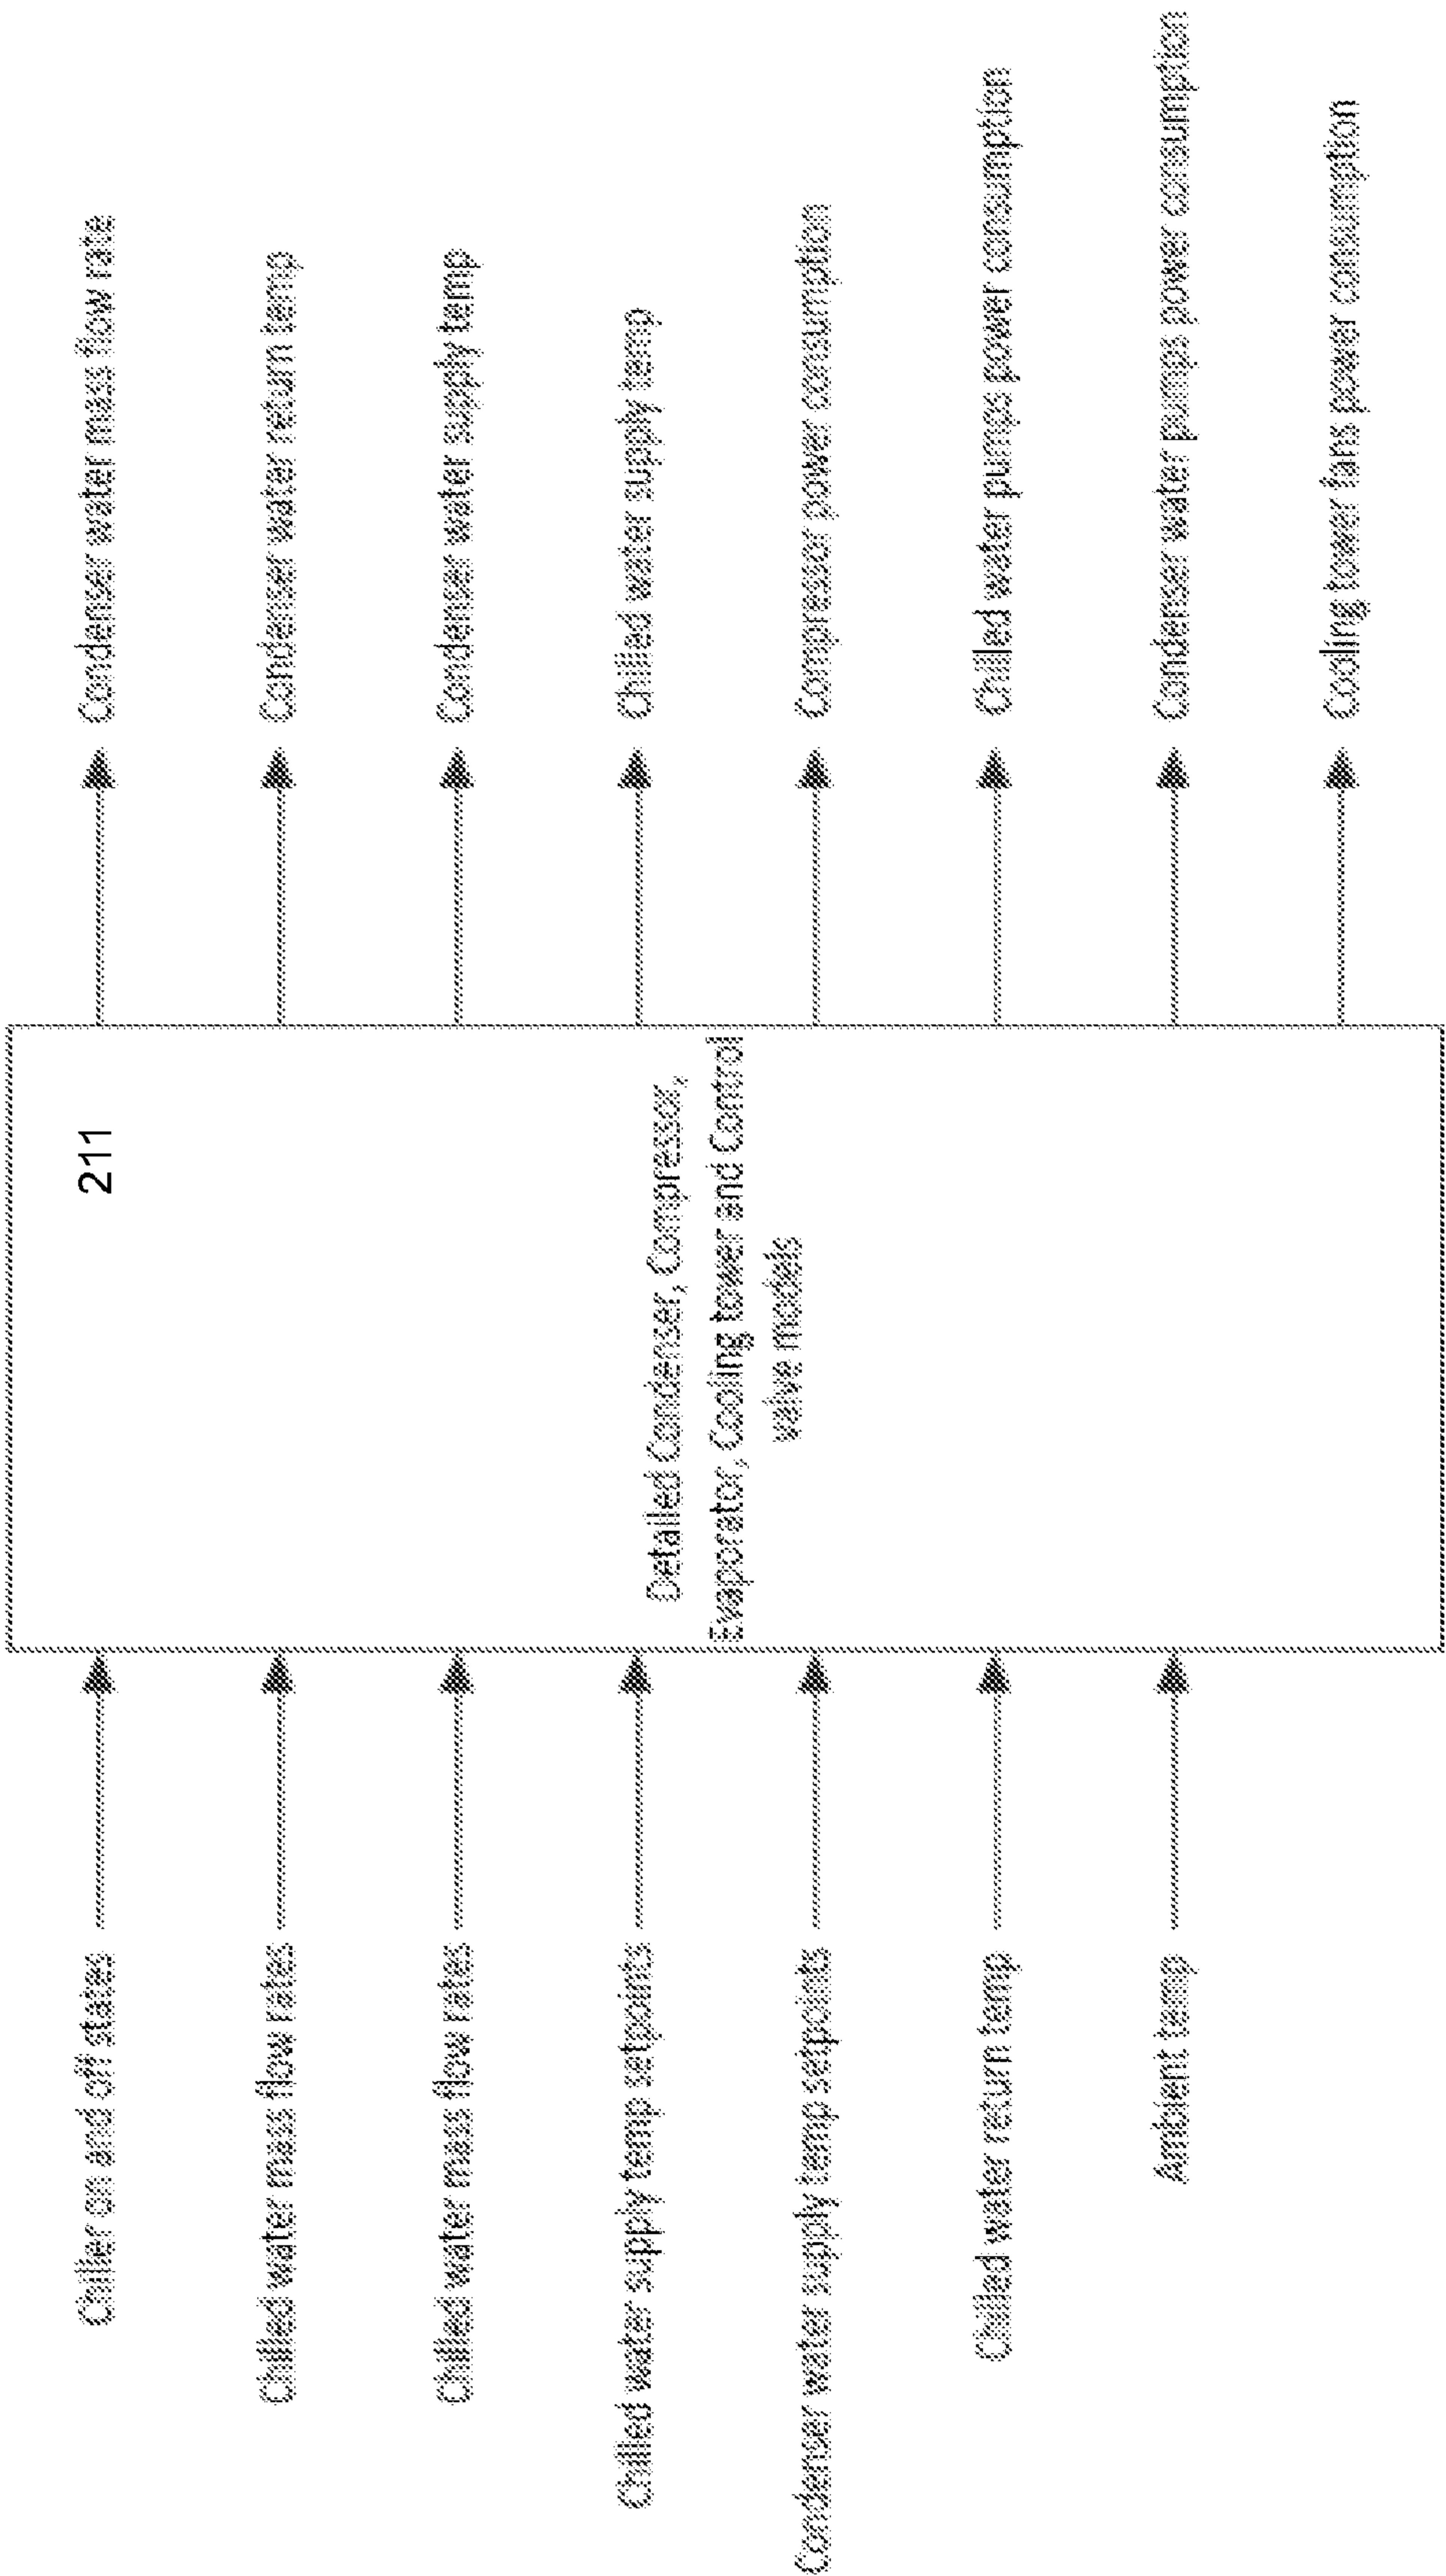 Chiller on and off states
Chilled water mass flow rates
Chilled water mass flow rates
Chilled water supply temp setpoints
Condenser water supply temp setpoints
Chilled water return temp
Ambient temp
211
Detailed Condenser, Compressor,
Evaporator, Cooling tower and Control
valve models
Condenser water mass flow rate
Condenser water return temp
Condenser water supply temp
Chilled water supply temp
Compressor power consumption
Chilled water pumps power consumption
Condenser water pumps power consumption
Cooling tower fans power consumption